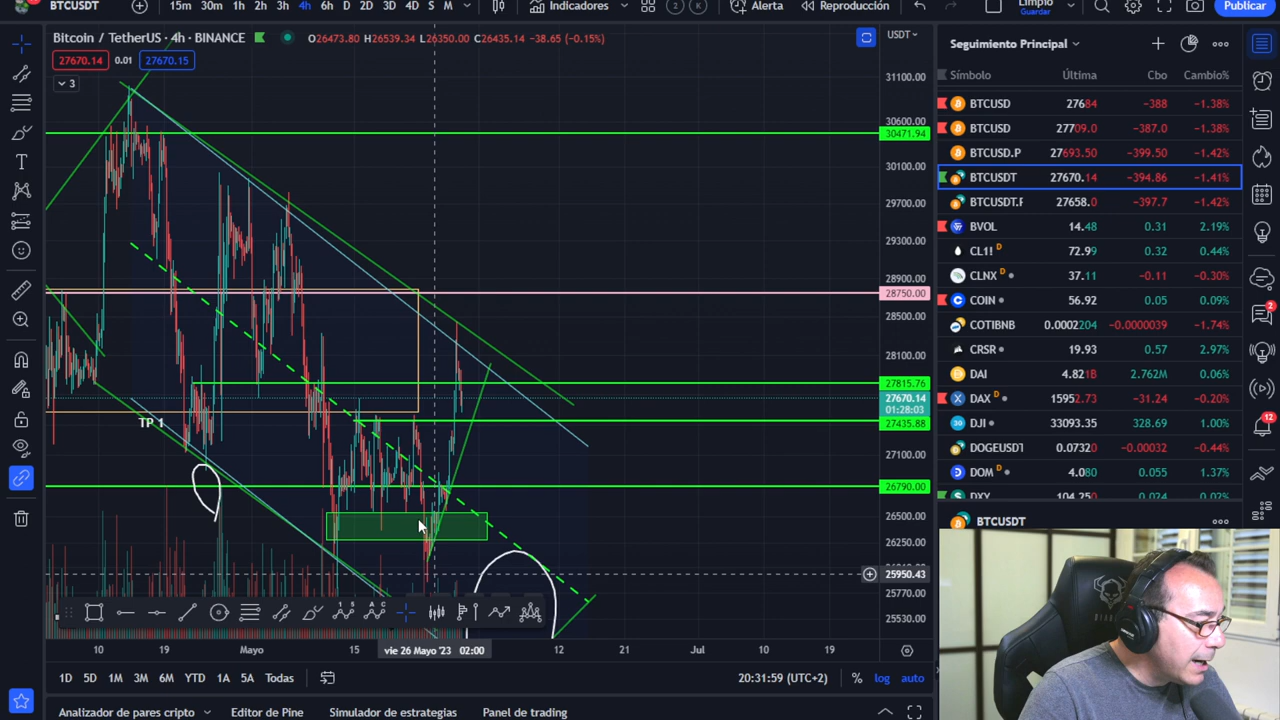 BTCUSDT
15m 30m 1h 2h 3h 4h 6h D 2D 3D 4D S M
Indicadores
Alerta
Reproducción
Limpio
Guardar
Publicar
Bitcoin / TetherUS · 4h · BINANCE
O26473.80 H26539.34 L26350.00 C26435.14 −38.65 (−0.15%)
27670.14 0.01 27670.15
3
USDT
31100.00
30600.00
30471.94
30100.00
29700.00
29300.00
28900.00
28750.00
28500.00
28100.00
27815.76
27670.14
01:28:03
27435.88
27100.00
26790.00
26500.00
26250.00
25950.43
25770.00
25530.00
TP 1
10 19 Mayo 15 vie 26 Mayo '23 02:00 12 21 Jul 10 19
1D 5D 1M 3M 6M YTD 1A 5A Todas
20:31:59 (UTC+2)
% log auto
Analizador de pares cripto
Editor de Pine
Simulador de estrategias
Panel de trading
Seguimiento Principal
Símbolo Última Cbo Cambio%
BTCUSD 27684 −388 −1.38%
BTCUSD 27709.0 −387.0 −1.38%
BTCUSD.P 27693.50 −399.50 −1.42%
BTCUSDT 27670.14 −394.86 −1.41%
BTCUSDT.F 27658.0 −397.7 −1.42%
BVOL 14.48 0.31 2.19%
CL1! D 72.99 0.32 0.44%
CLNX D 37.11 −0.11 −0.30%
COIN 56.92 0.05 0.09%
COTIBNB 0.0002204 −0.0000039 −1.74%
CRSR 19.93 0.57 2.97%
DAI 4.821B 2.762M 0.06%
DAX D 15952.73 −31.24 −0.20%
DJI 33093.35 328.69 1.00%
DOGEUSDT 0.0732 −0.00032 −0.44%
DOM D 4.080 0.055 1.37%
DXY 104.250 0.024 0.02%
BTCUSDT
2
12